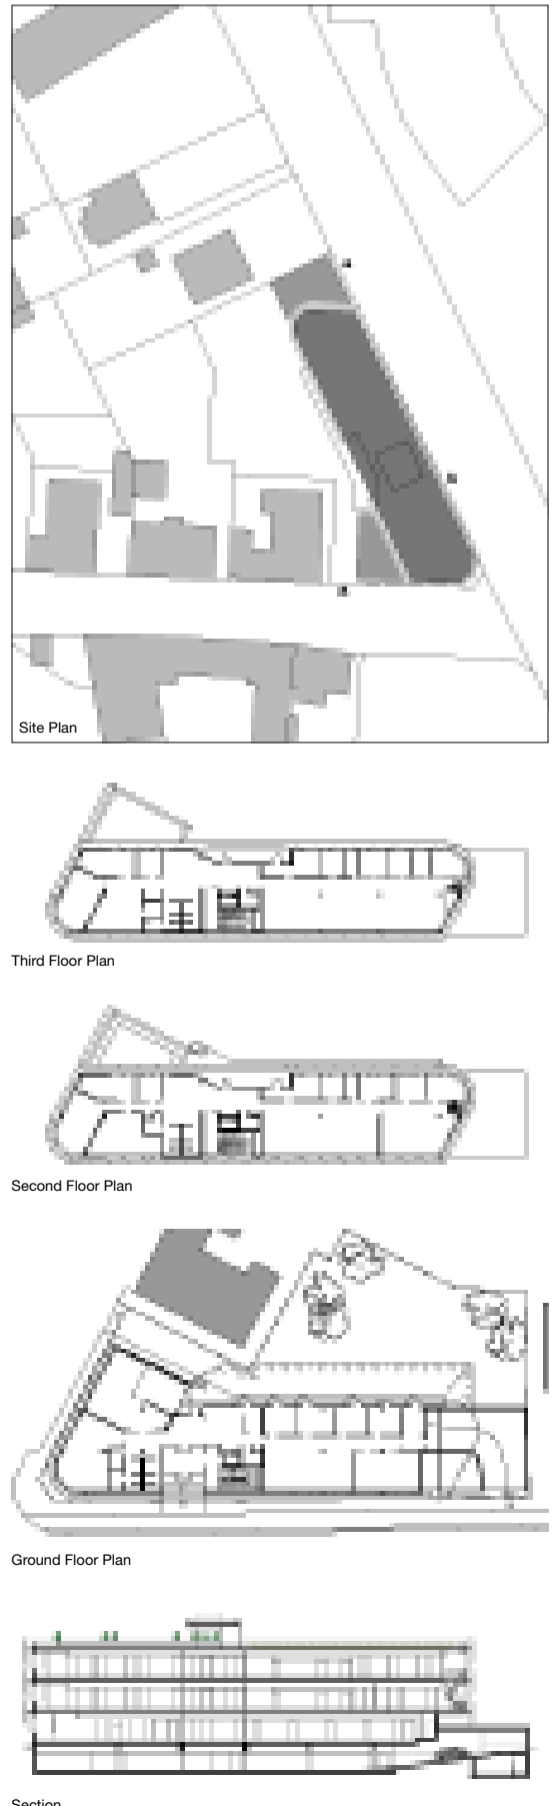 Site Plan
Third Floor Plan
Second Floor Plan
Ground Floor Plan
Section